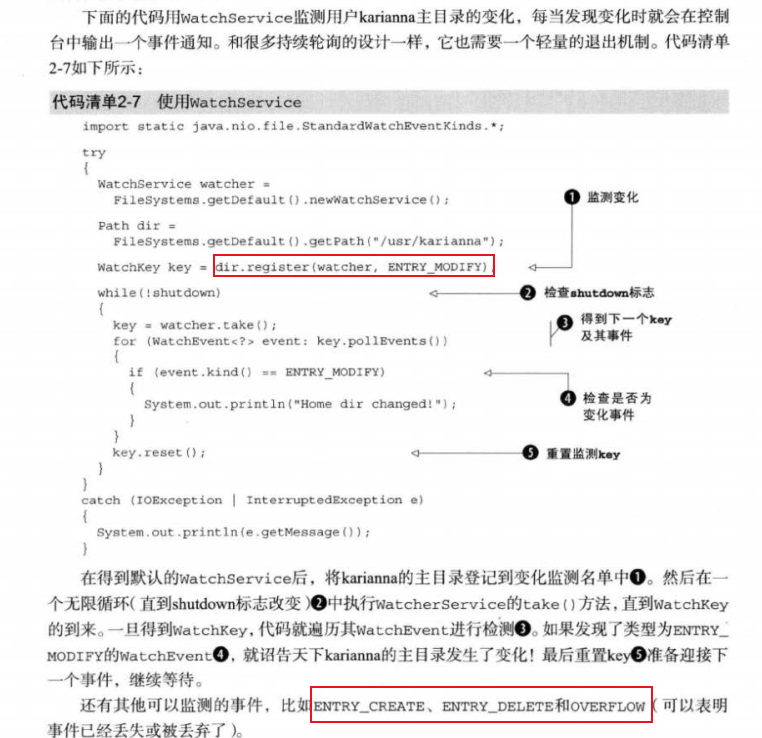 下面的代码用WatchService监测用户karianna主目录的变化，每当发现变化时就会在控制
台中输出一个事件通知。和很多持续轮询的设计一样，它也需要一个轻量的退出机制。代码清单
2-7如下所示：
代码清单2-7 使用WatchService
import static java.nio.file.StandardWatchEventKinds.*;
try
{
WatchService watcher =
FileSystems.getDefault().newWatchService();
❶ 监测变化
Path dir =
FileSystems.getDefault().getPath("/usr/karianna");
WatchKey key = dir.register(watcher, ENTRY_MODIFY);
while(!shutdown) ❷ 检查shutdown标志
{
key = watcher.take(); ❸ 得到下一个key
for (WatchEvent<?> event: key.pollEvents()) 及其事件
{
if (event.kind() == ENTRY_MODIFY)
{
System.out.println("Home dir changed!"); ❹ 检查是否为
} 变化事件
}
key.reset(); ❺ 重置监测key
}
}
catch (IOException | InterruptedException e)
{
System.out.println(e.getMessage());
}
在得到默认的WatchService后，将karianna的主目录登记到变化监测名单中❶。然后在一
个无限循环（直到shutdown标志改变）❷中执行WatcherService的take()方法，直到WatchKey
的到来。一旦得到WatchKey，代码就遍历其WatchEvent进行检测❸。如果发现了类型为ENTRY_
MODIFY的WatchEvent❹，就诏告天下karianna的主目录发生了变化！最后重置key❺准备迎接下
一个事件，继续等待。
还有其他可以监测的事件，比如ENTRY_CREATE、ENTRY_DELETE和OVERFLOW（可以表明
事件已经丢失或被丢弃了）。